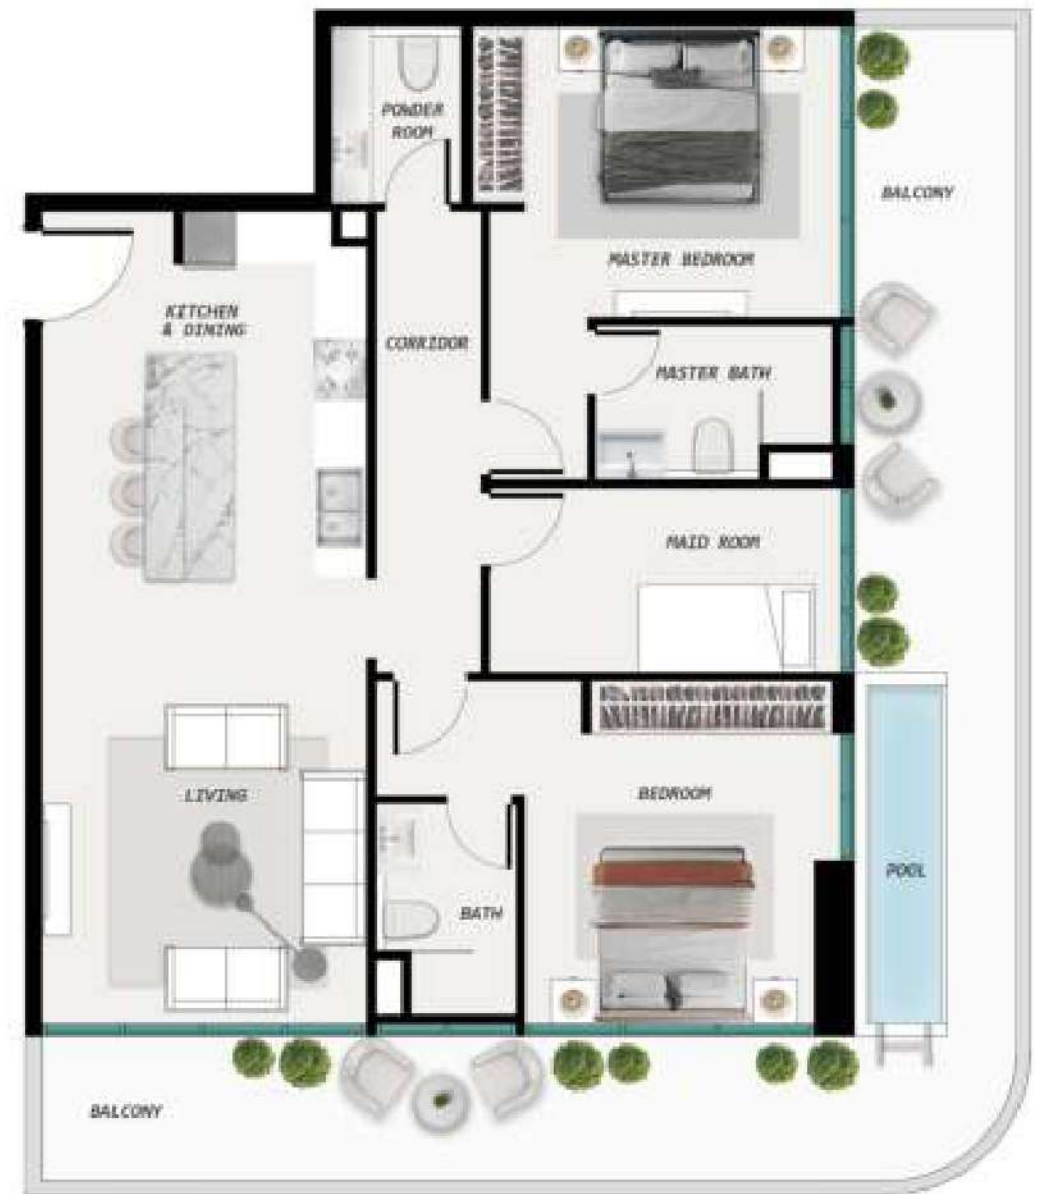 POWDER
ROOM
BALCONY
MASTER BEDROOM
KITCHEN
& DINING
CORRIDOR
MASTER BATH
MAID ROOM
LIVING
BEDROOM
POOL
BATH
BALCONY